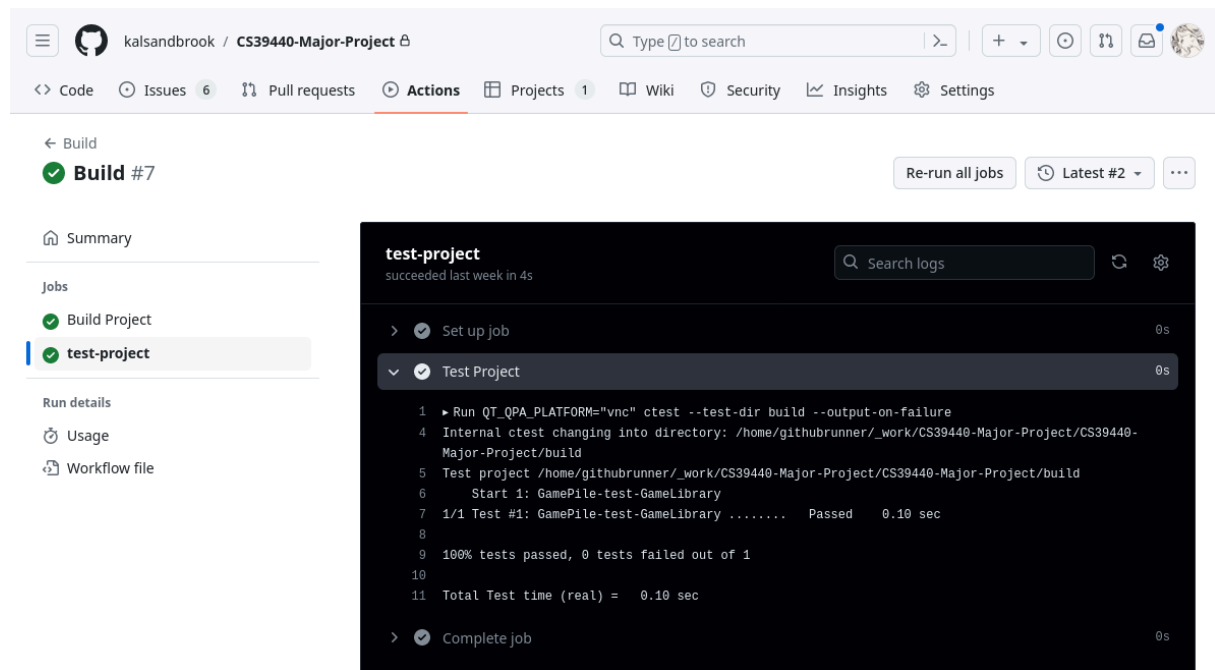 kalsandbrook / CS39440-Major-Project
Type / to search
Code
Issues 6
Pull requests
Actions
Projects 1
Wiki
Security
Insights
Settings
← Build
Build #7
Re-run all jobs
Latest #2
Summary
Jobs
Build Project
test-project
Run details
Usage
Workflow file
test-project
succeeded last week in 4s
Search logs
Set up job 0s
Test Project 0s
1 Run QT_QPA_PLATFORM="vnc" ctest --test-dir build --output-on-failure
4 Internal ctest changing into directory: /home/githubrunner/_work/CS39440-Major-Project/CS39440-
Major-Project/build
5 Test project /home/githubrunner/_work/CS39440-Major-Project/CS39440-Major-Project/build
6 Start 1: GamePile-test-GameLibrary
7 1/1 Test #1: GamePile-test-GameLibrary ........ Passed 0.10 sec
8
9 100% tests passed, 0 tests failed out of 1
10
11 Total Test time (real) = 0.10 sec
Complete job 0s